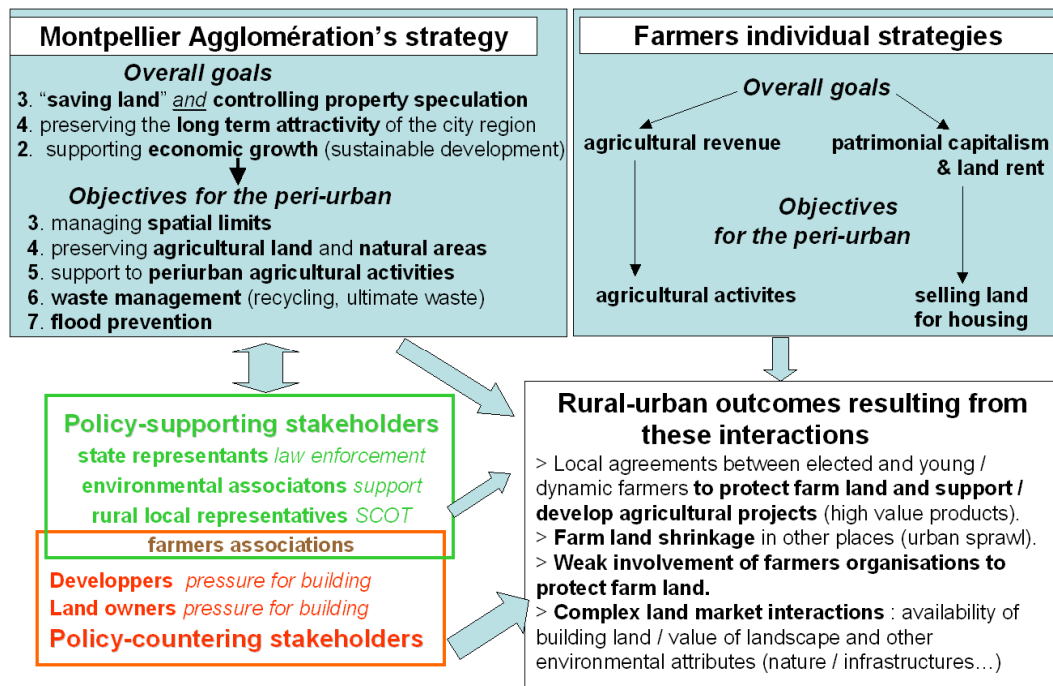 Montpellier Agglomération's strategy
Overall goals
3. “saving land” and controlling property speculation
4. preserving the long term attractivity of the city region
2. supporting economic growth (sustainable development)
Objectives for the peri-urban
3. managing spatial limits
4. preserving agricultural land and natural areas
5. support to periurban agricultural activities
6. waste management (recycling, ultimate waste)
7. flood prevention
Farmers individual strategies
Overall goals
agricultural revenue
patrimonial capitalism
& land rent
Objectives
for the peri-urban
agricultural activites
selling land
for housing
Policy-supporting stakeholders
state representants law enforcement
environmental associatons support
rural local representatives SCOT
farmers associations
Developpers pressure for building
Land owners pressure for building
Policy-countering stakeholders
Rural-urban outcomes resulting from
these interactions
> Local agreements between elected and young /
dynamic farmers to protect farm land and support /
develop agricultural projects (high value products).
> Farm land shrinkage in other places (urban sprawl).
> Weak involvement of farmers organisations to
protect farm land.
> Complex land market interactions : availability of
building land / value of landscape and other
environmental attributes (nature / infrastructures…)